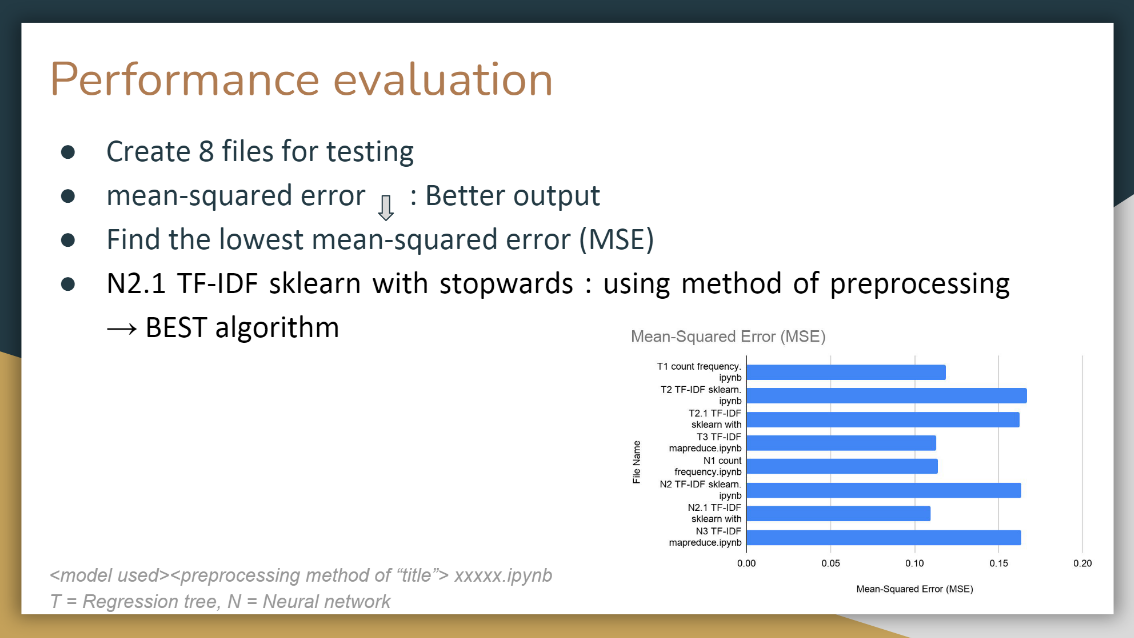 Performance evaluation
● Create 8 files for testing
● mean-squared error : Better output
● Find the lowest mean-squared error (MSE)
● N2.1 TF-IDF sklearn with stopwards : using method of preprocessing
→ BEST algorithm
Mean-Squared Error (MSE)
File Name
T1 count frequency.
ipynb
T2 TF-IDF sklearn.
ipynb
T2.1 TF-IDF
sklearn with
T3 TF-IDF
mapreduce.ipynb
N1 count
frequency.ipynb
N2 TF-IDF sklearn.
ipynb
N2.1 TF-IDF
sklearn with
N3 TF-IDF
mapreduce.ipynb
0.00 0.05 0.10 0.15 0.20
Mean-Squared Error (MSE)
<model used><preprocessing method of “title”> xxxxx.ipynb
T = Regression tree, N = Neural network